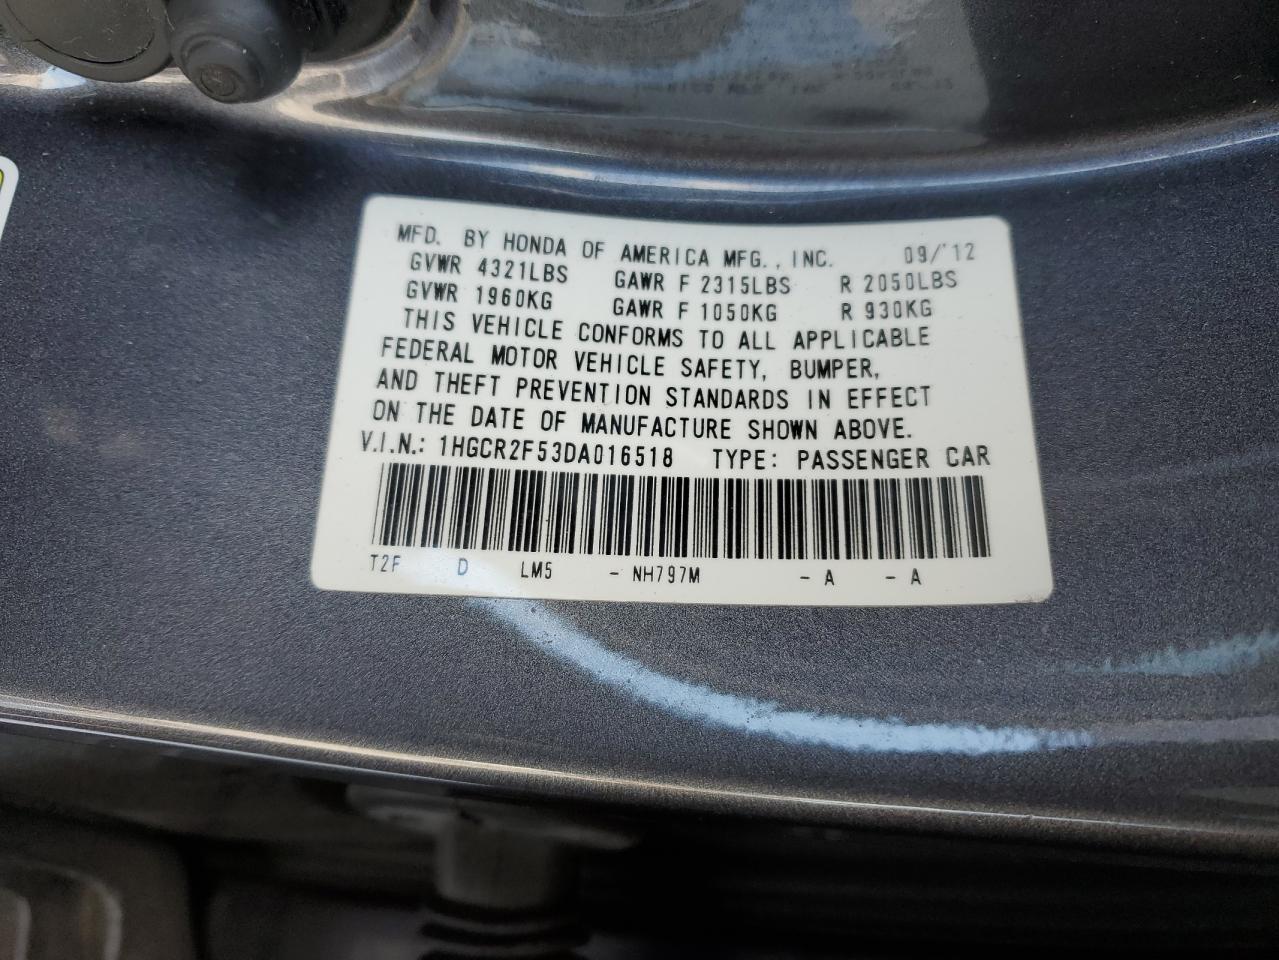 MFD. BY HONDA OF AMERICA MFG., INC. 09/'12
GVWR 4321LBS GAWR F 2315LBS R 2050LBS
GVWR 1960KG GAWR F 1050KG R 930KG
THIS VEHICLE CONFORMS TO ALL APPLICABLE
FEDERAL MOTOR VEHICLE SAFETY, BUMPER,
AND THEFT PREVENTION STANDARDS IN EFFECT
ON THE DATE OF MANUFACTURE SHOWN ABOVE.
V.I.N.: 1HGCR2F53DA016518 TYPE: PASSENGER CAR
T2F D LM5 - NH797M - A - A